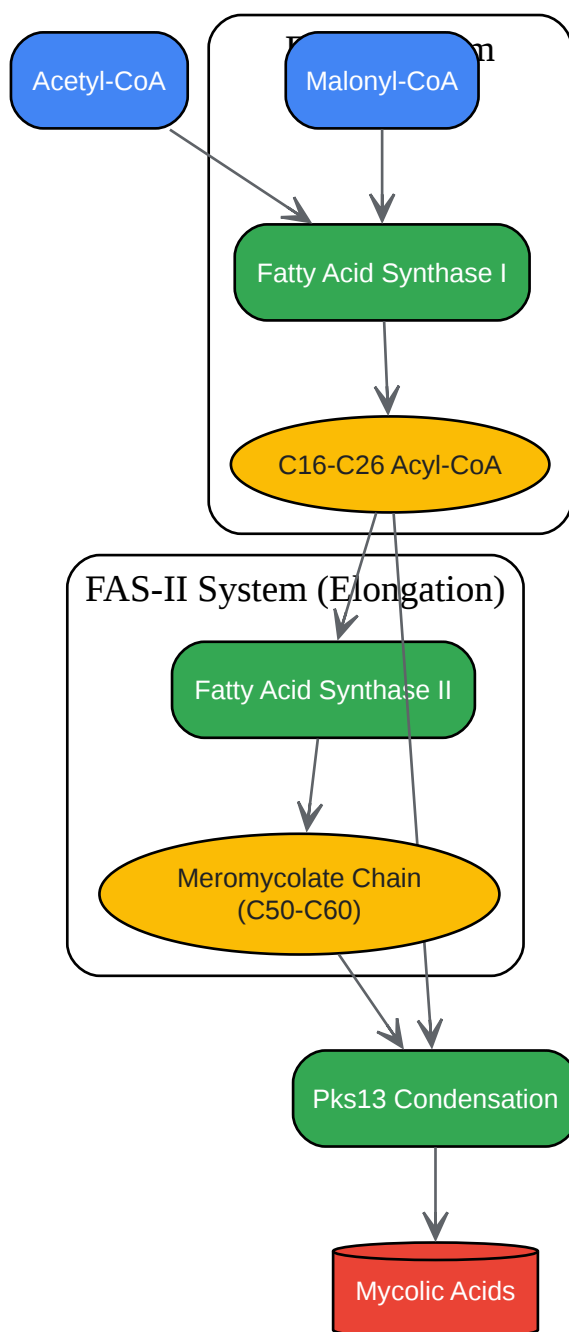 Acetyl-CoA
Malonyl-CoA
Fatty Acid Synthase I
C16-C26 Acyl-CoA
FAS-II System (Elongation)
Fatty Acid Synthase II
Meromycolate Chain
(C50-C60)
Pks13 Condensation
Mycolic Acids